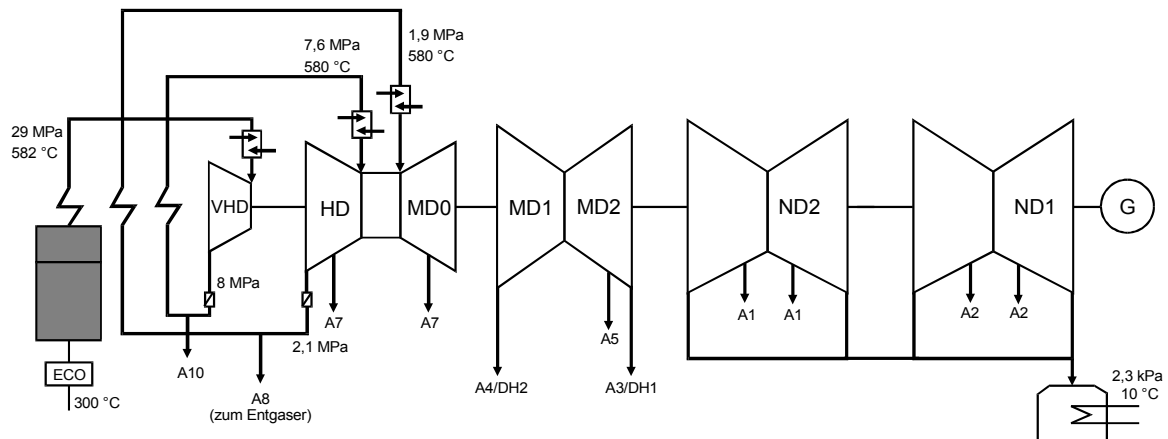 1,9 MPa
580 °C
7,6 MPa
580 °C
29 MPa
582 °C
VHD
HD
MD0
MD1
MD2
ND2
ND1
G
8 MPa
A7
A7
A1
A1
A2
A2
A5
2,1 MPa
A10
ECO
300 °C
A8
(zum Entgaser)
A4/DH2
A3/DH1
2,3 kPa
10 °C